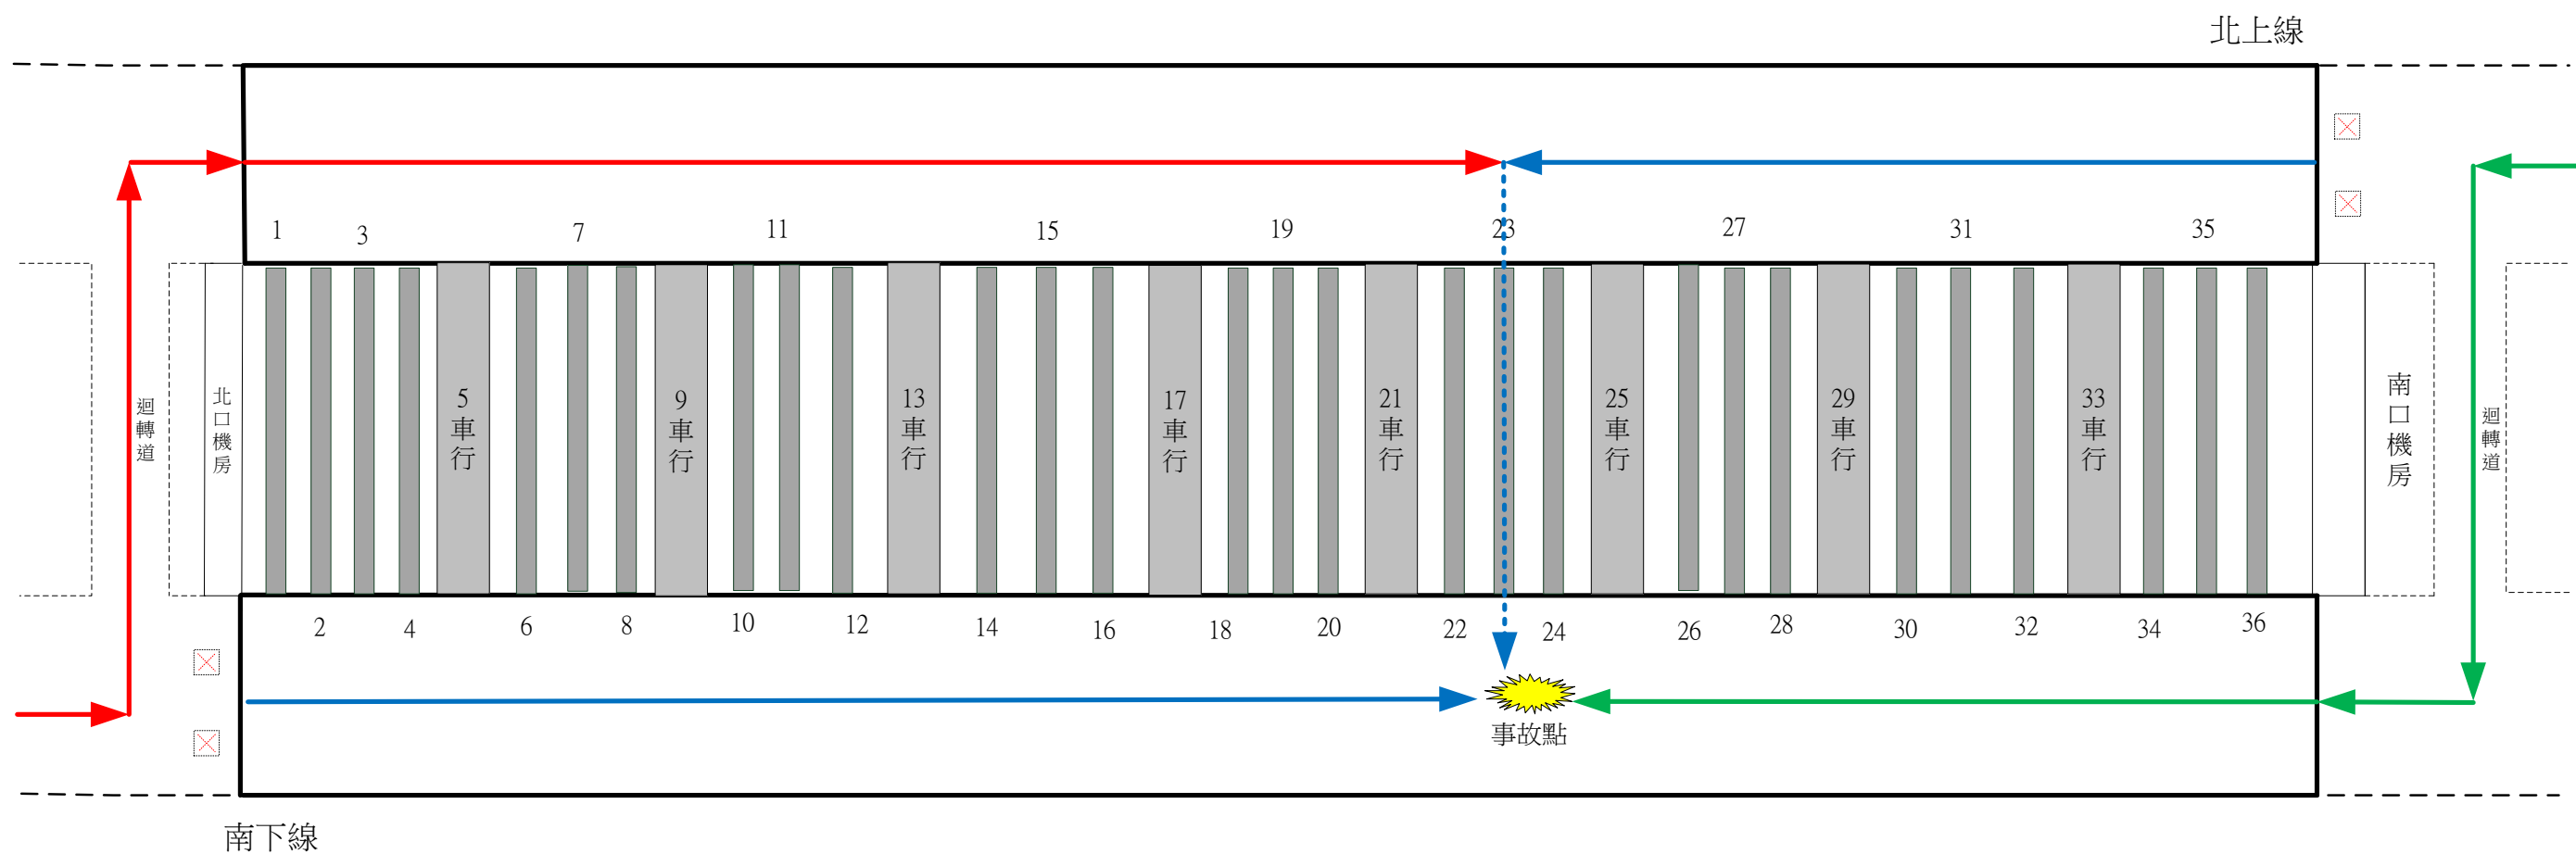 北上線
1 3 7 11 15 19 23 27 31 35
迴轉道
北口機房
5車行
9車行
13車行
17車行
21車行
25車行
29車行
33車行
南口機房
迴轉道
2 4 6 8 10 12 14 16 18 20 22 24 26 28 30 32 34 36
事故點
南下線